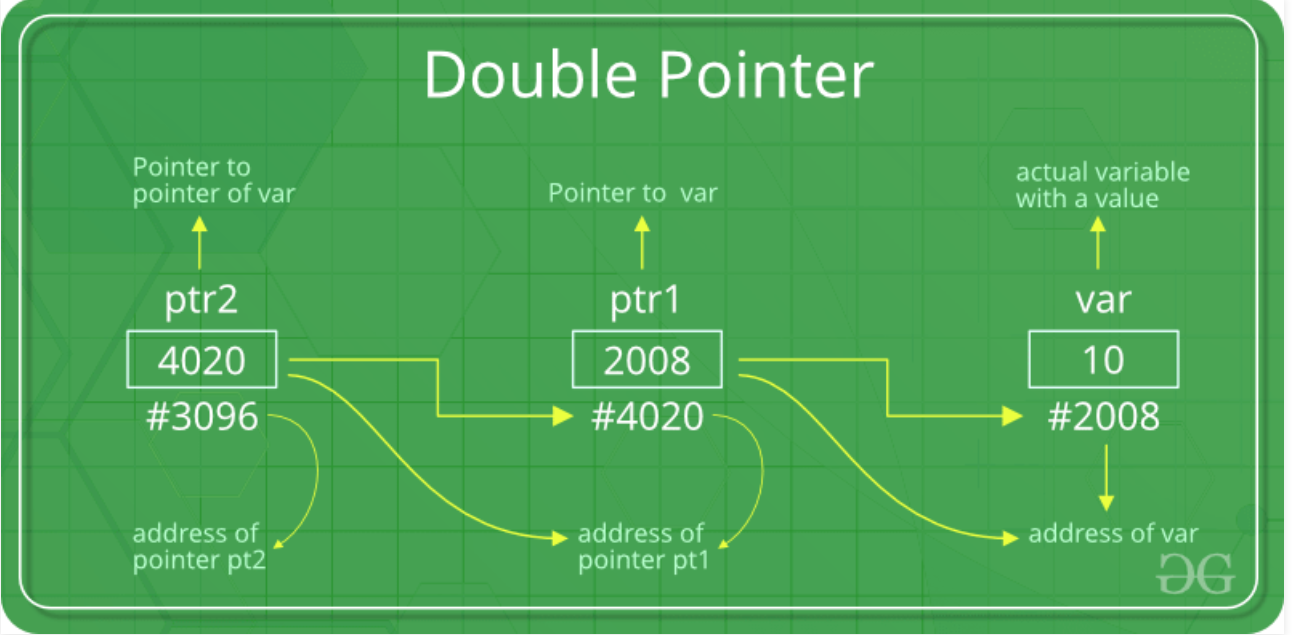 Double Pointer
Pointer to
pointer of var
Pointer to var
actual variable
with a value
ptr2
ptr1
var
4020
2008
10
#3096
#4020
#2008
address of
pointer pt2
address of
pointer pt1
address of var